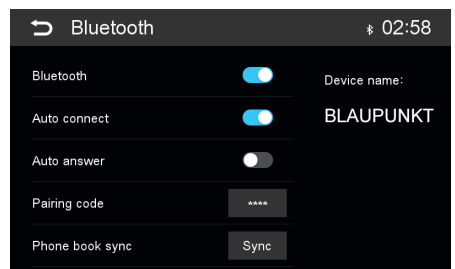 Bluetooth
02:58
Bluetooth
Device name:
Auto connect
BLAUPUNKT
Auto answer
Pairing code
****
Phone book sync
Sync